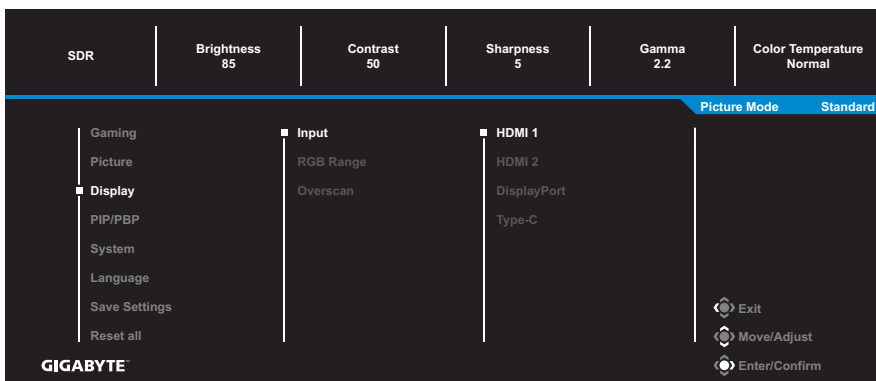 SDR
Brightness
85
Contrast
50
Sharpness
5
Gamma
2.2
Color Temperature
Normal
Picture Mode Standard
Gaming
Picture
Display
PIP/PBP
System
Language
Save Settings
Reset all
Input
RGB Range
Overscan
HDMI 1
HDMI 2
DisplayPort
Type-C
Exit
Move/Adjust
Enter/Confirm
GIGABYTE™